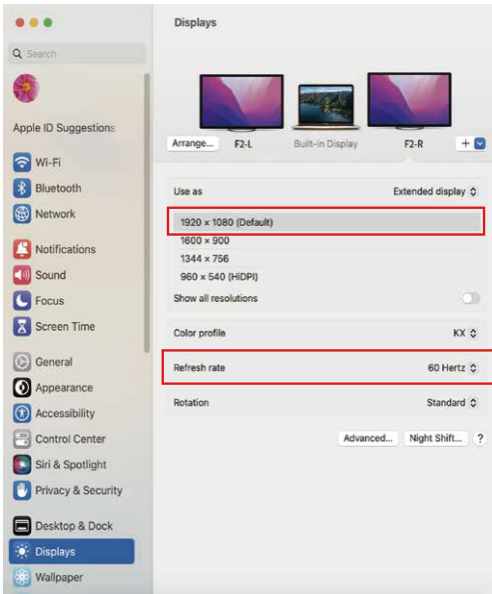 Displays
Search
Apple ID Suggestions
Wi-Fi
Bluetooth
Network
Notifications
Sound
Focus
Screen Time
General
Appearance
Accessibility
Control Center
Siri & Spotlight
Privacy & Security
Desktop & Dock
Displays
Wallpaper
Arrange... F2-L Built-in Display F2-R +
Use as Extended display
1920 × 1080 (Default)
1600 × 900
1344 × 756
960 × 540 (HiDPI)
Show all resolutions
Color profile KX
Refresh rate 60 Hertz
Rotation Standard
Advanced... Night Shift... ?